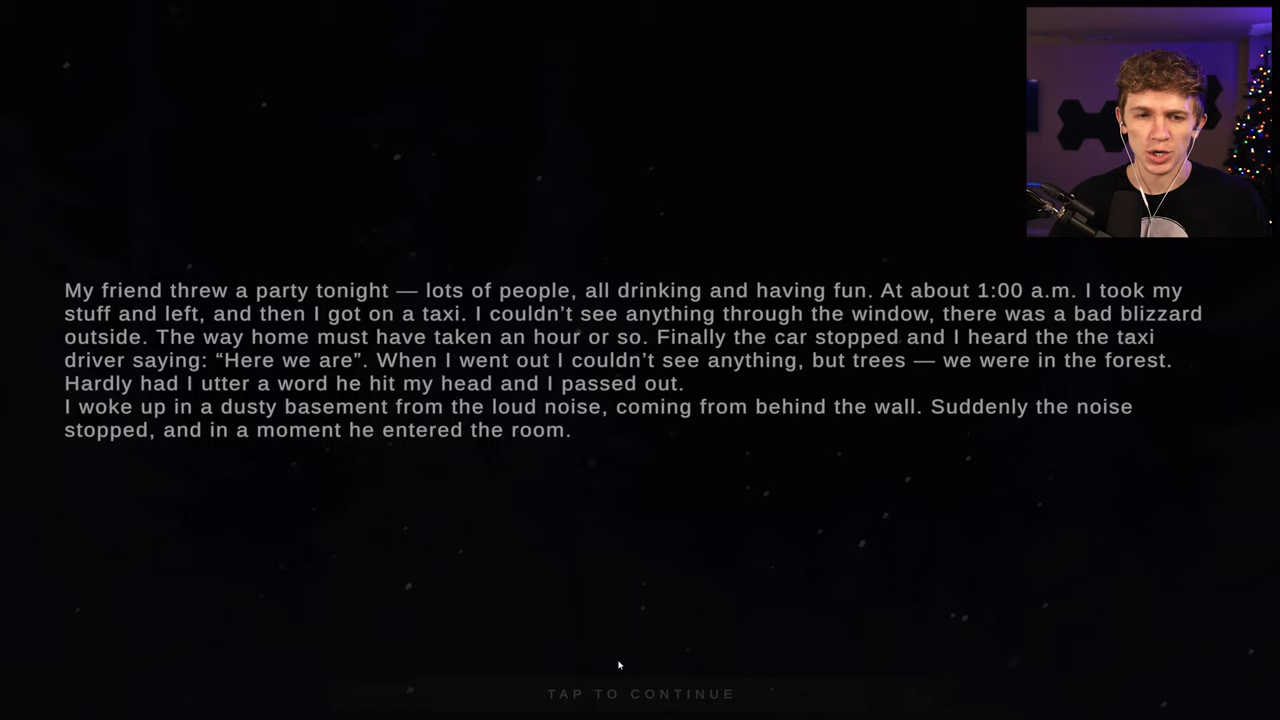 My friend threw a party tonight — lots of people, all drinking and having fun. At about 1:00 a.m. I took my
stuff and left, and then I got on a taxi. I couldn’t see anything through the window, there was a bad blizzard
outside. The way home must have taken an hour or so. Finally the car stopped and I heard the the taxi
driver saying: “Here we are”. When I went out I couldn’t see anything, but trees — we were in the forest.
Hardly had I utter a word he hit my head and I passed out.
I woke up in a dusty basement from the loud noise, coming from behind the wall. Suddenly the noise
stopped, and in a moment he entered the room.
TAP TO CONTINUE